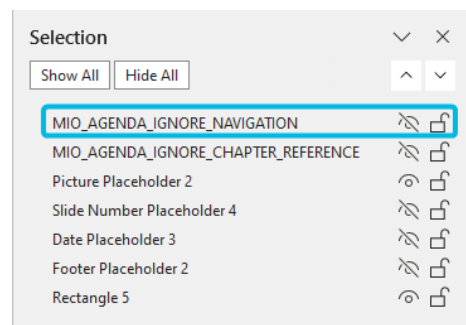 Selection
Show All Hide All
MIO_AGENDA_IGNORE_NAVIGATION
MIO_AGENDA_IGNORE_CHAPTER_REFERENCE
Picture Placeholder 2
Slide Number Placeholder 4
Date Placeholder 3
Footer Placeholder 2
Rectangle 5